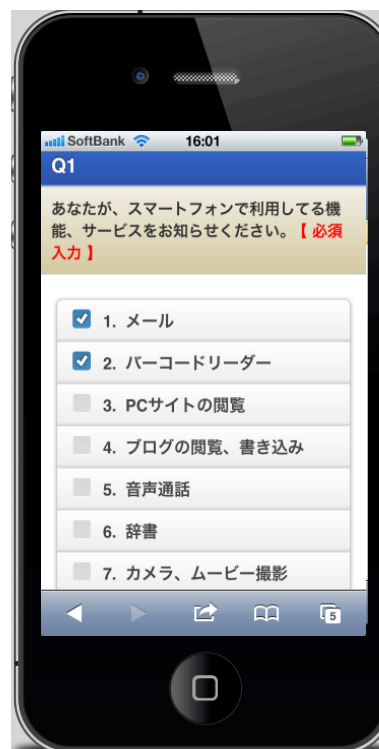 SoftBank 16:01
Q1
あなたが、スマートフォンで利用してる機
能、サービスをお知らせください。【 必須
入力 】
1. メール
2. バーコードリーダー
3. PCサイトの閲覧
4. ブログの閲覧、書き込み
5. 音声通話
6. 辞書
7. カメラ、ムービー撮影
5